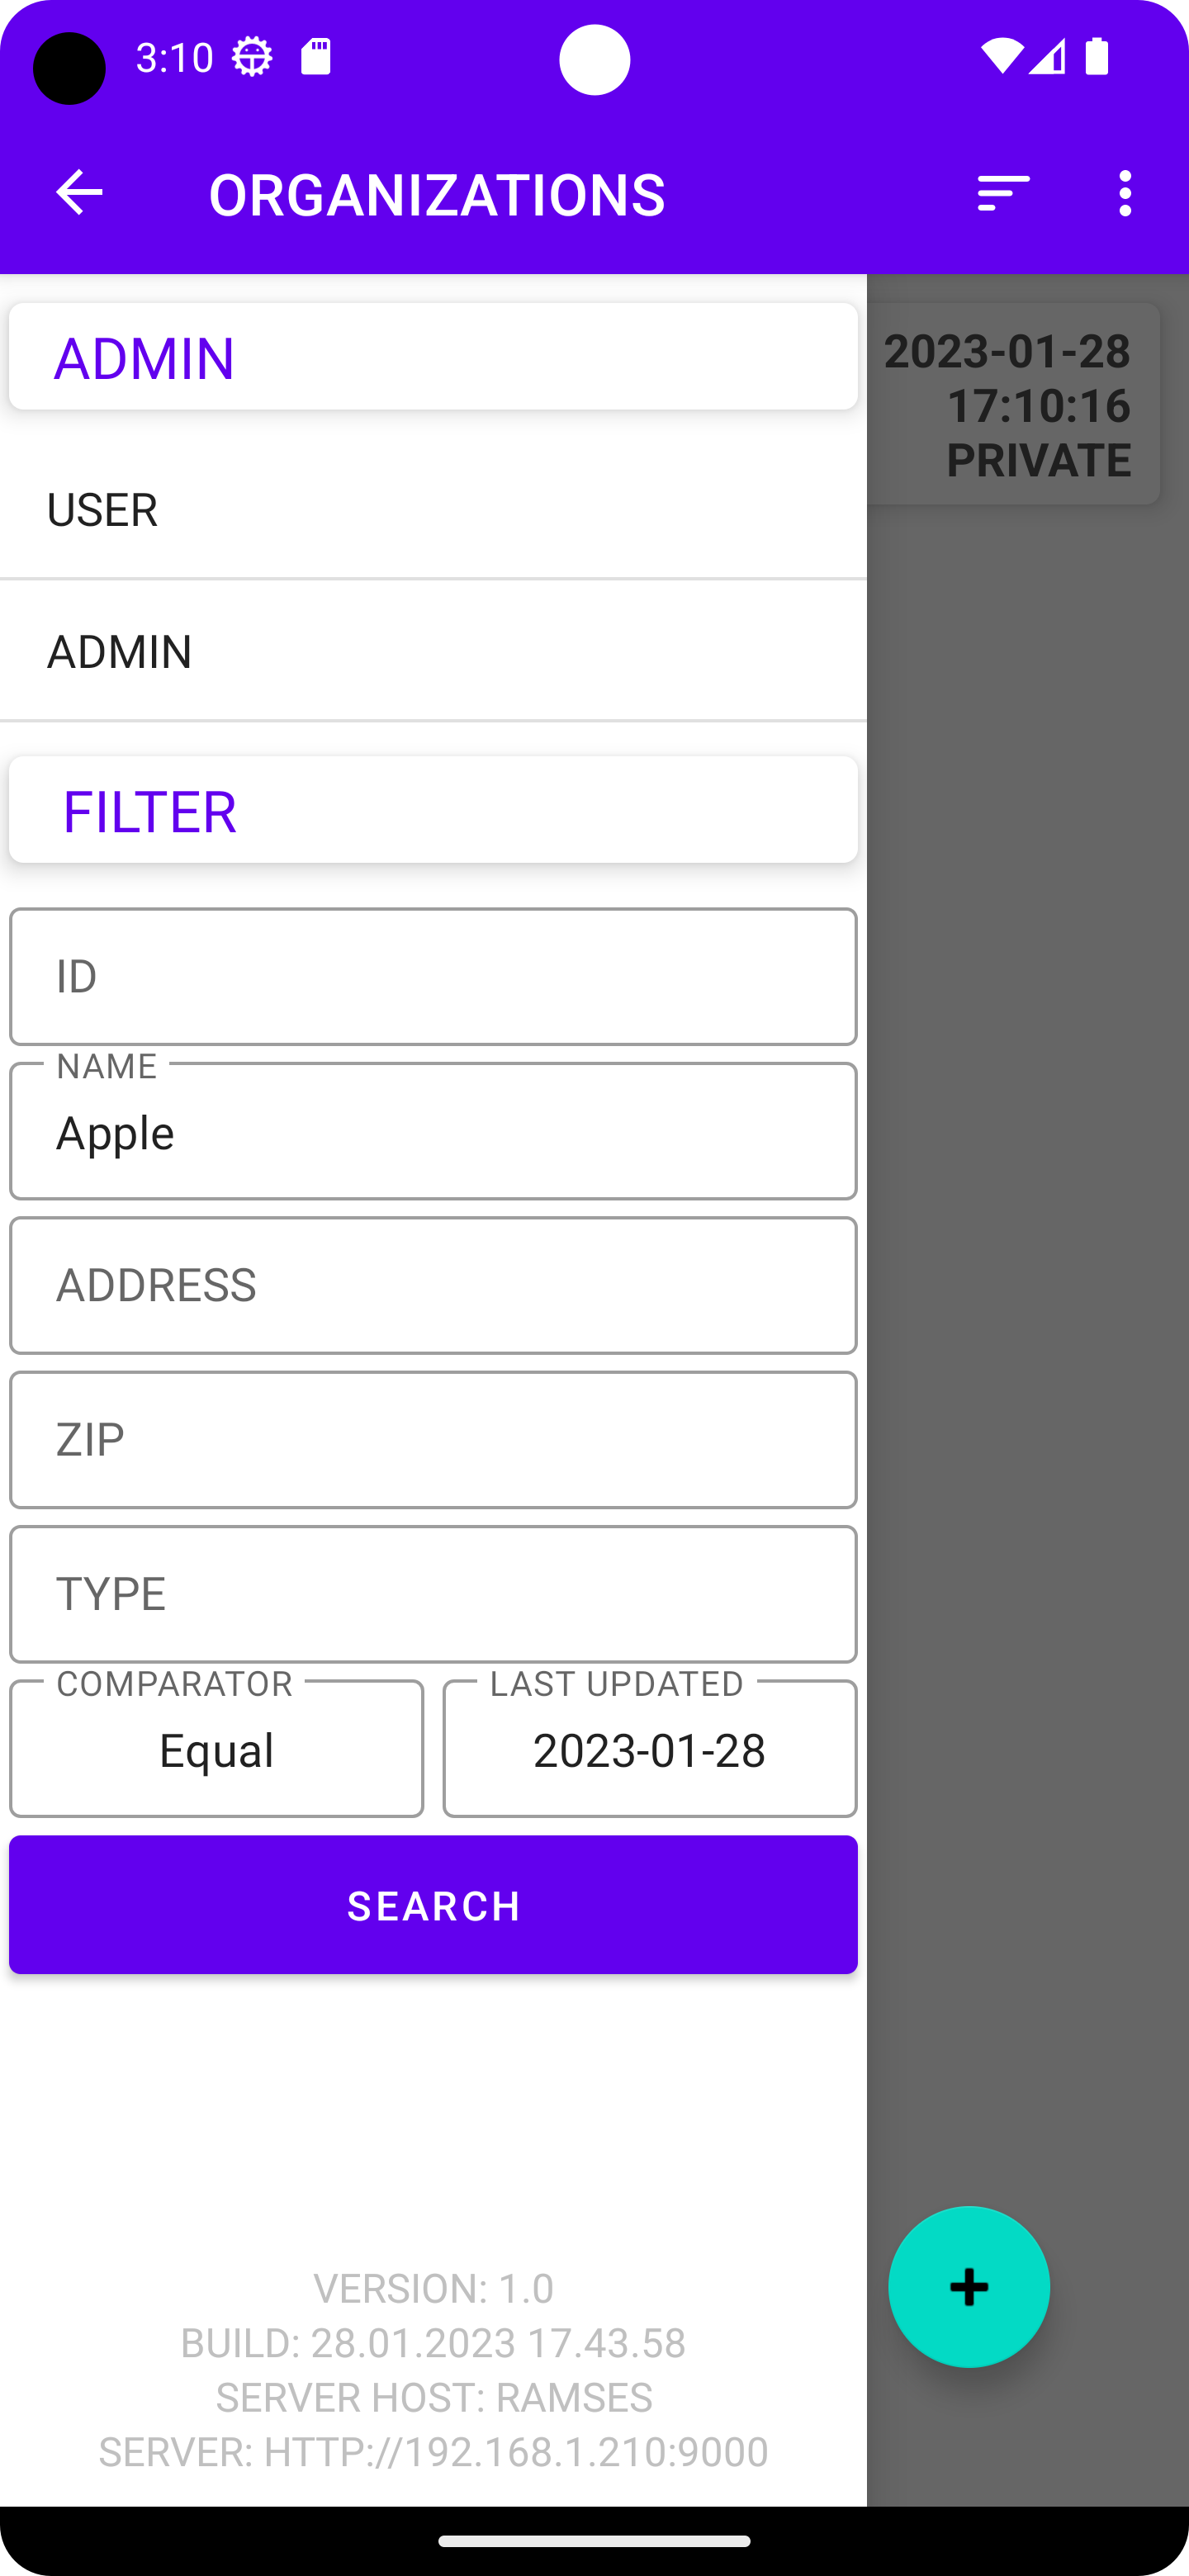 3:10
ORGANIZATIONS
ADMIN
2023-01-28
17:10:16
PRIVATE
USER
ADMIN
FILTER
ID
NAME
Apple
ADDRESS
ZIP
TYPE
COMPARATOR
Equal
LAST UPDATED
2023-01-28
SEARCH
VERSION: 1.0
BUILD: 28.01.2023 17.43.58
SERVER HOST: RAMSES
SERVER: HTTP://192.168.1.210:9000